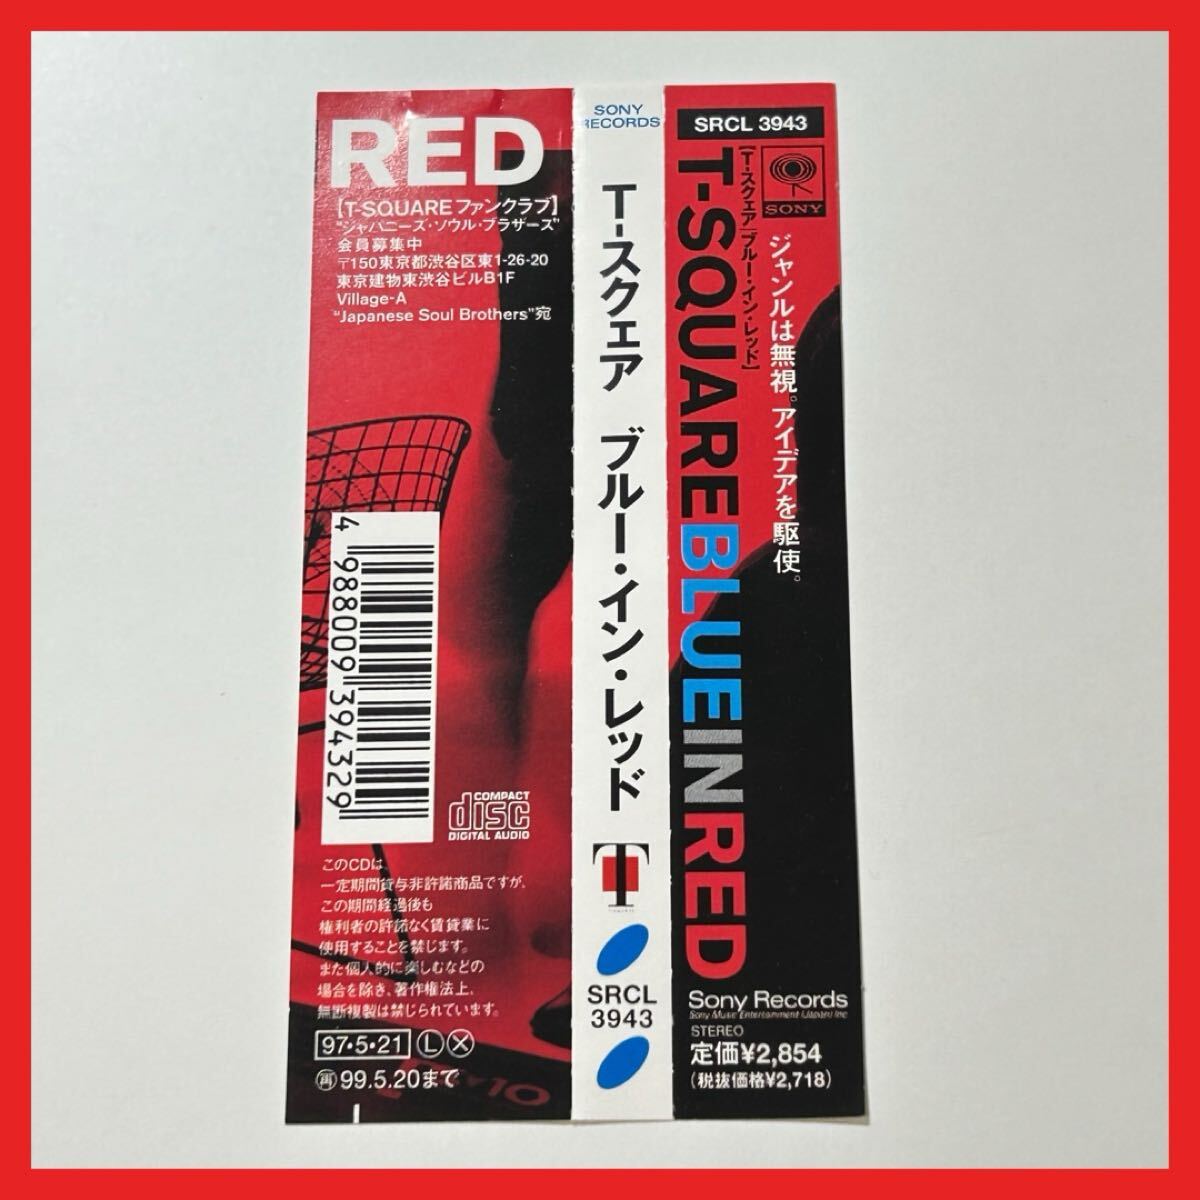 RED
【T-SQUARE ファンクラブ】
"ジャパニーズ・ソウル・ブラザーズ"
会員募集中
〒150東京都渋谷区東1-26-20
東京建物東渋谷ビルB1F
Village-A
"Japanese Soul Brothers"宛
4 988009 394329
COMPACT
disc
DIGITAL AUDIO
このCDは、
一定期間貸与非許諾商品ですが、
この期間経過後も
権利者の許諾なく賃貸業に
使用することを禁じます。
また個人的に楽しむなどの
場合を除き、著作権法上、
無断複製は禁じられています。
97・5・21 Ⓛ Ⓧ
再 99.5.20まで
10
SONY
RECORDS
T-スクェア ブルー・イン・レッド
T
SRCL
3943
SRCL 3943
SONY
[T-スクェア/ブルー・イン・レッド]
T-SQUAREBLUEINRED
ジャンルは無視。アイデアを駆使。
Sony Records
Sony Music Entertainment (Japan) Inc
STEREO
定価¥2,854
(税抜価格¥2,718)